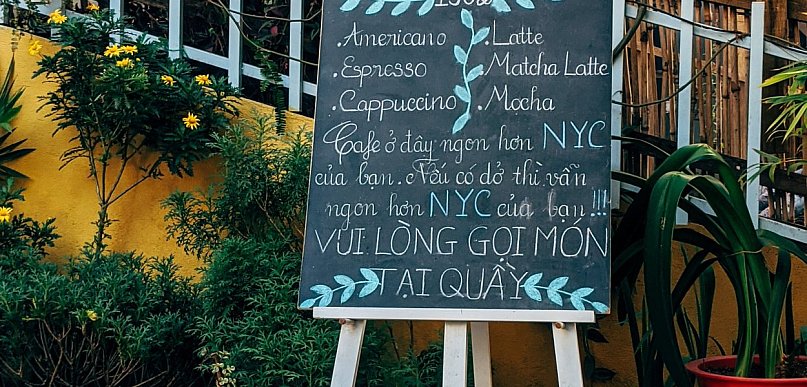 .Americano .Latte
.Espresso .Matcha Latte
.Cappuccino .Mocha
Cafe ở đây ngon hơn NYC
của bạn. Nếu có dở thì vẫn
ngon hơn NYC của bạn !!!
VUI LÒNG GỌI MÓN
TẠI QUẦY